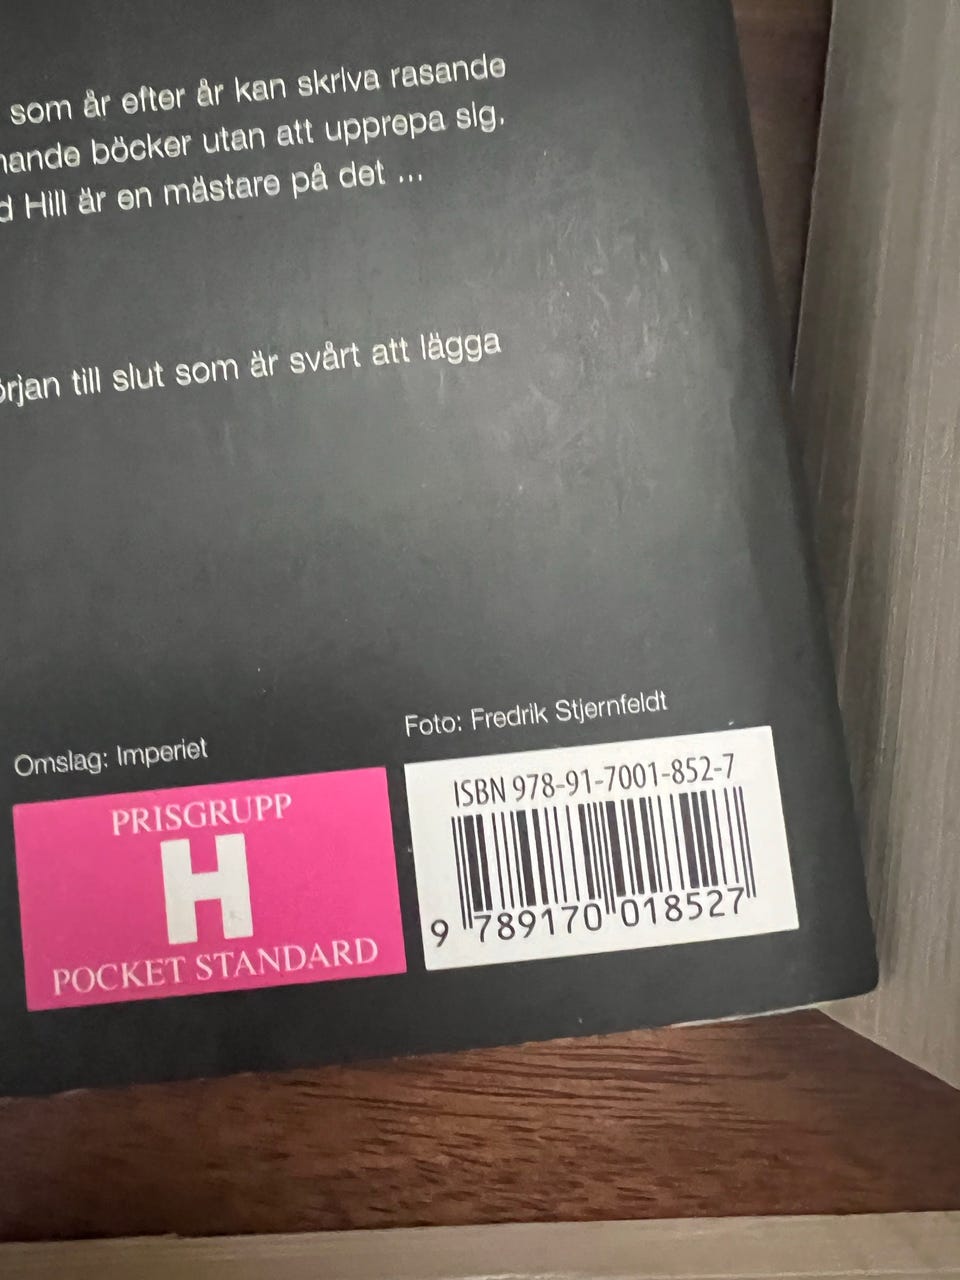 som år efter år kan skriva rasande
böcker utan att upprepa sig.
Hill är en mästare på det ...
till slut som är svårt att lägga
Omslag: Imperiet
Foto: Fredrik Stjernfeldt
PRISGRUPP
H
POCKET STANDARD
ISBN 978-91-7001-852-7
9 789170 018527